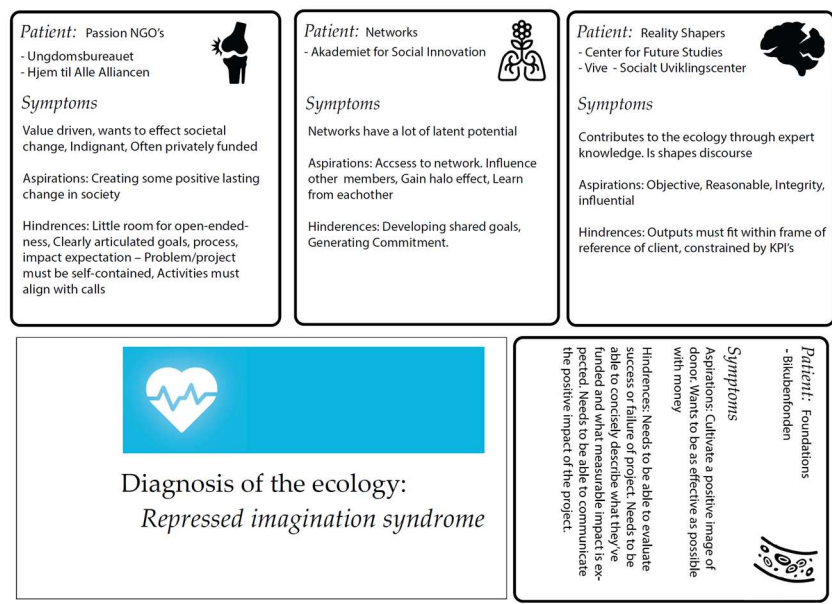 Patient: Passion NGO's
- Ungdomsbureauet
- Hjem til Alle Alliancen
Symptoms
Value driven, wants to effect societal
change, Indignant, Often privately funded
Aspirations: Creating some positive lasting
change in society
Hindrences: Little room for open-ended-
ness, Clearly articulated goals, process,
impact expectation – Problem/project
must be self-contained, Activities must
align with calls
Patient: Networks
- Akademiet for Social Innovation
Symptoms
Networks have a lot of latent potential
Aspirations: Accsess to network. Influence
other members, Gain halo effect, Learn
from eachother
Hinderences: Developing shared goals,
Generating Commitment.
Patient: Reality Shapers
- Center for Future Studies
- Vive - Socialt Uviklingscenter
Symptoms
Contributes to the ecology through expert
knowledge. Is shapes discourse
Aspirations: Objective, Reasonable, Integrity,
influential
Hindrences: Outputs must fit within frame of
reference of client, constrained by KPI's
Diagnosis of the ecology:
Repressed imagination syndrome
Patient: Foundations
- Bikubenfonden
Symptoms
Aspirations: Cultivate a positive image of
donor. Wants to be as effective as possible
with money
Hindrences: Needs to be able to evaluate
success or failure of project. Needs to be
able to concisely describe what they've
funded and what measurable impact is ex-
pected. Needs to be able to communicate
the positive impact of the project.